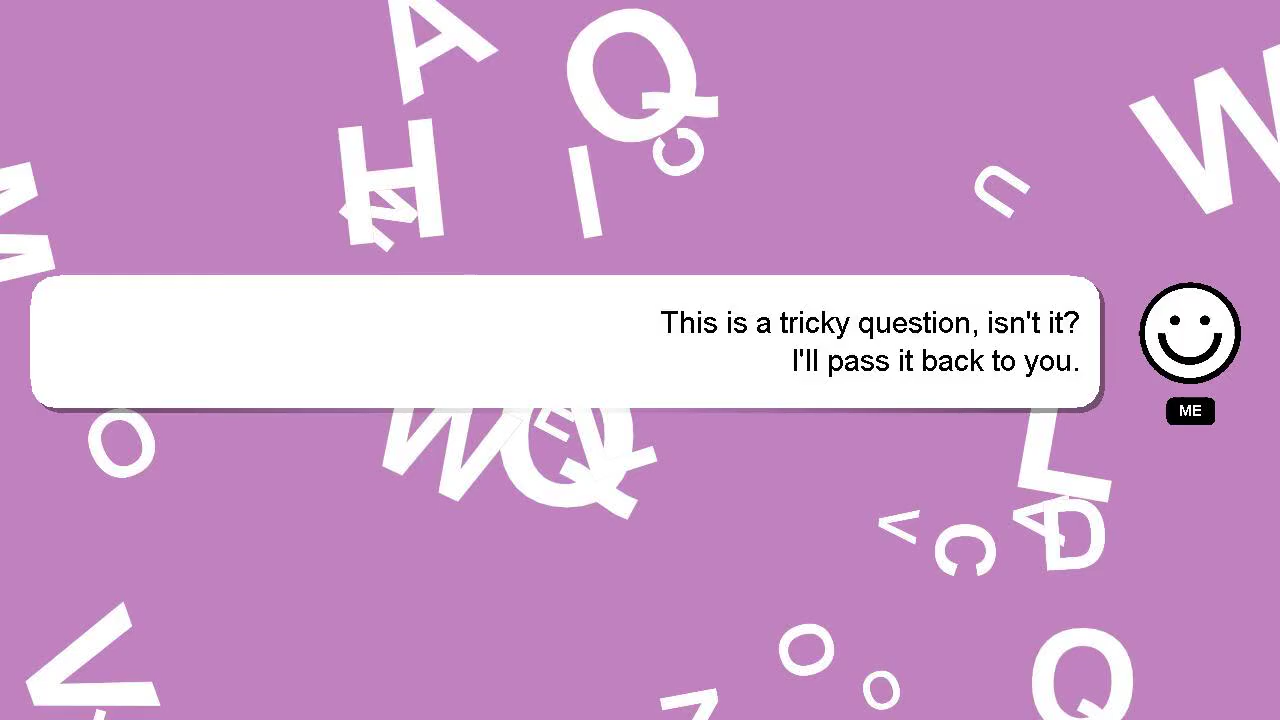 A
Q
C
H
M
I
U
W
M
This is a tricky question, isn't it?
I'll pass it back to you.
ME
O
W
Q
E
L
V
C
A
D
V
O
O
Q